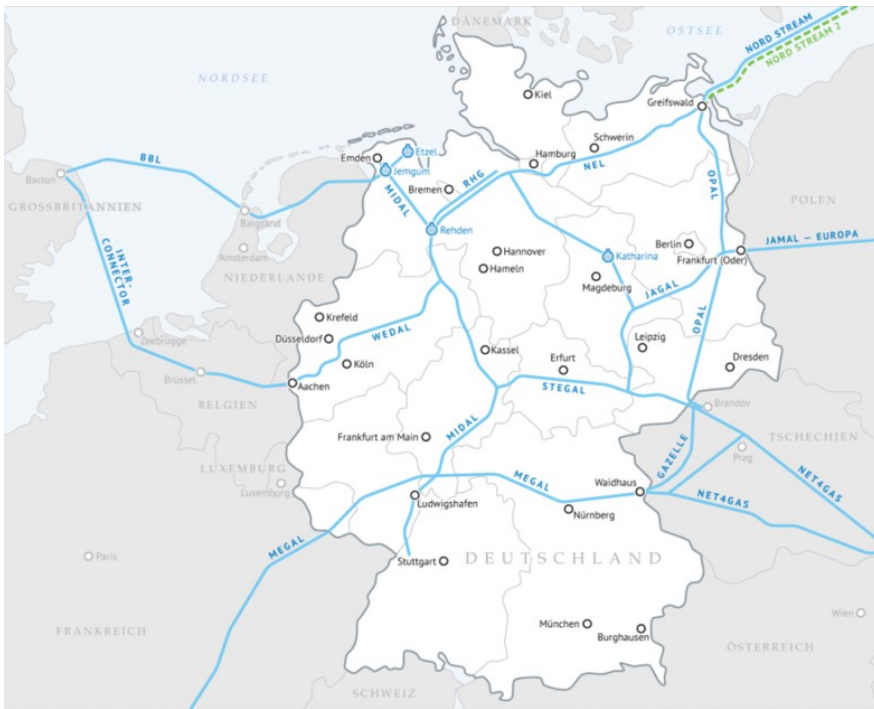 DÄNEMARK
OSTSEE
NORD STREAM
NORD STREAM 2
NORDSEE
Kiel
Greifswald
Schwerin
Hamburg
NEL
Emden
Etzel
Jemgum
BBL
Bacton
GROSSBRITANNIEN
MIDAL
Bremen
RHG
OPAL
POLEN
Balgzand
Rehden
Amsterdam
NIEDERLANDE
INTER-
CONNECTOR
Hannover
Hameln
Katharina
Magdeburg
Berlin
Frankfurt (Oder)
JAMAL – EUROPA
JAGAL
OPAL
Krefeld
Düsseldorf
WEDAL
Zeebrügge
Köln
Kassel
Erfurt
Leipzig
Dresden
Brüssel
Aachen
BELGIEN
STEGAL
Brandov
TSCHECHIEN
Frankfurt am Main
MIDAL
Prag
GAZELLE
NET4GAS
LUXEMBURG
Luxemburg
MEGAL
Waidhaus
NET4GAS
Ludwigshafen
Nürnberg
MEGAL
Paris
Stuttgart
DEUTSCHLAND
FRANKREICH
München
Burghausen
Wien
ÖSTERREICH
SCHWEIZ